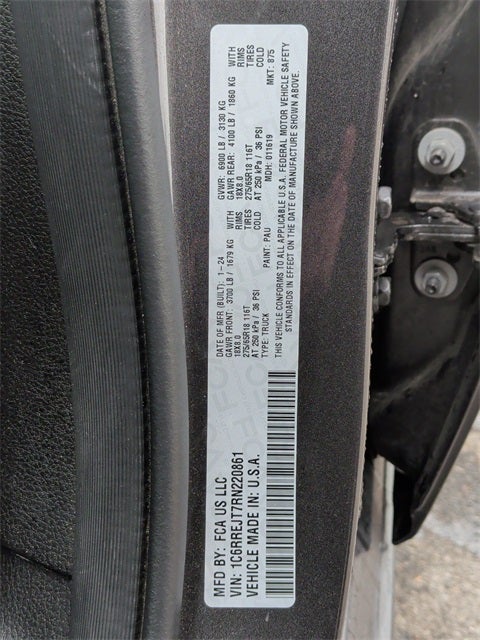 MFD BY: FCA US LLC
VIN: 1C6RREJT7RN220861
VEHICLE MADE IN: U.S.A.
DATE OF MFR (BUILT): 1-24
GVWR: 6900 LB / 3130 KG
GAWR FRONT: 3700 LB / 1679 KG WITH
GAWR REAR: 4100 LB / 1860 KG WITH
18X8.0 RIMS
18X8.0 RIMS
275/65R18 116T TIRES
275/65R18 116T TIRES
AT 250 kPa / 36 PSI COLD
AT 250 kPa / 36 PSI COLD
TYPE: TRUCK PAINT: PAU MDH: 011619 MKT: 875
THIS VEHICLE CONFORMS TO ALL APPLICABLE U.S.A. FEDERAL MOTOR VEHICLE SAFETY
STANDARDS IN EFFECT ON THE DATE OF MANUFACTURE SHOWN ABOVE.